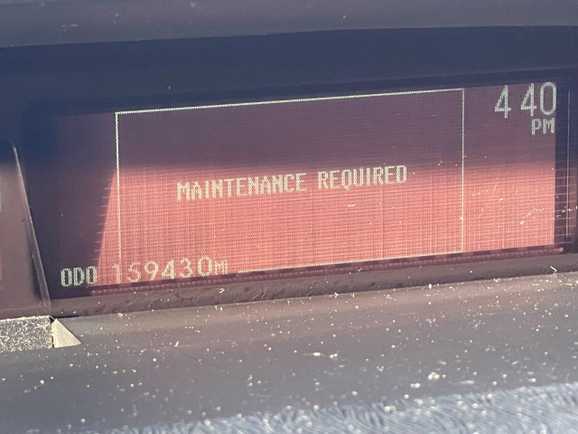 4 40
PM
MAINTENANCE REQUIRED
ODO 159430MI